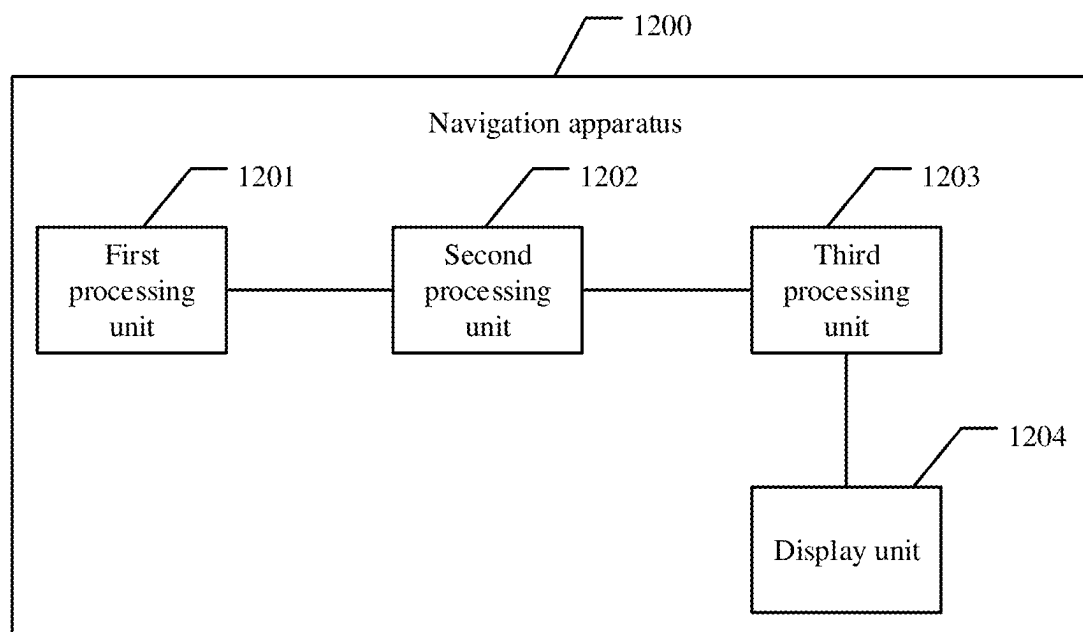 1200
Navigation apparatus
1201
1202
1203
First
processing
unit
Second
processing
unit
Third
processing
unit
1204
Display unit